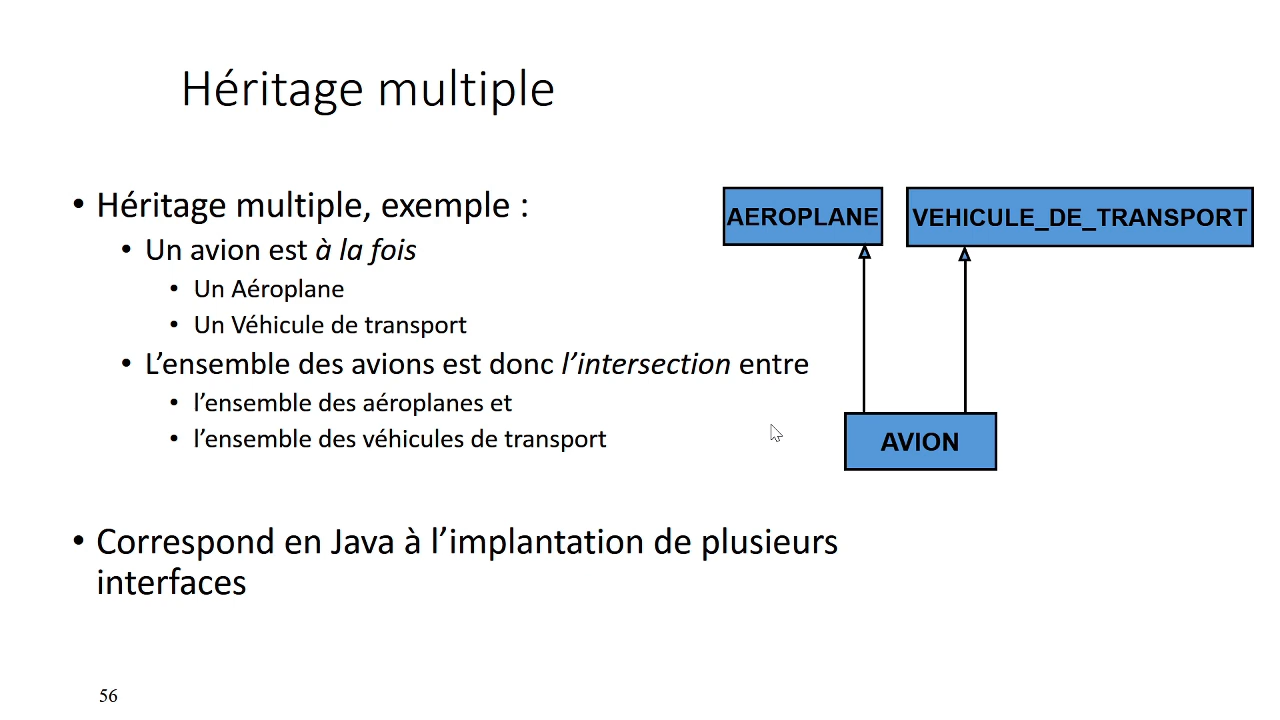 Héritage multiple
• Héritage multiple, exemple :
• Un avion est à la fois
• Un Aéroplane
• Un Véhicule de transport
• L’ensemble des avions est donc l’intersection entre
• l’ensemble des aéroplanes et
• l’ensemble des véhicules de transport
• Correspond en Java à l’implantation de plusieurs
interfaces
AEROPLANE
VEHICULE_DE_TRANSPORT
AVION
56